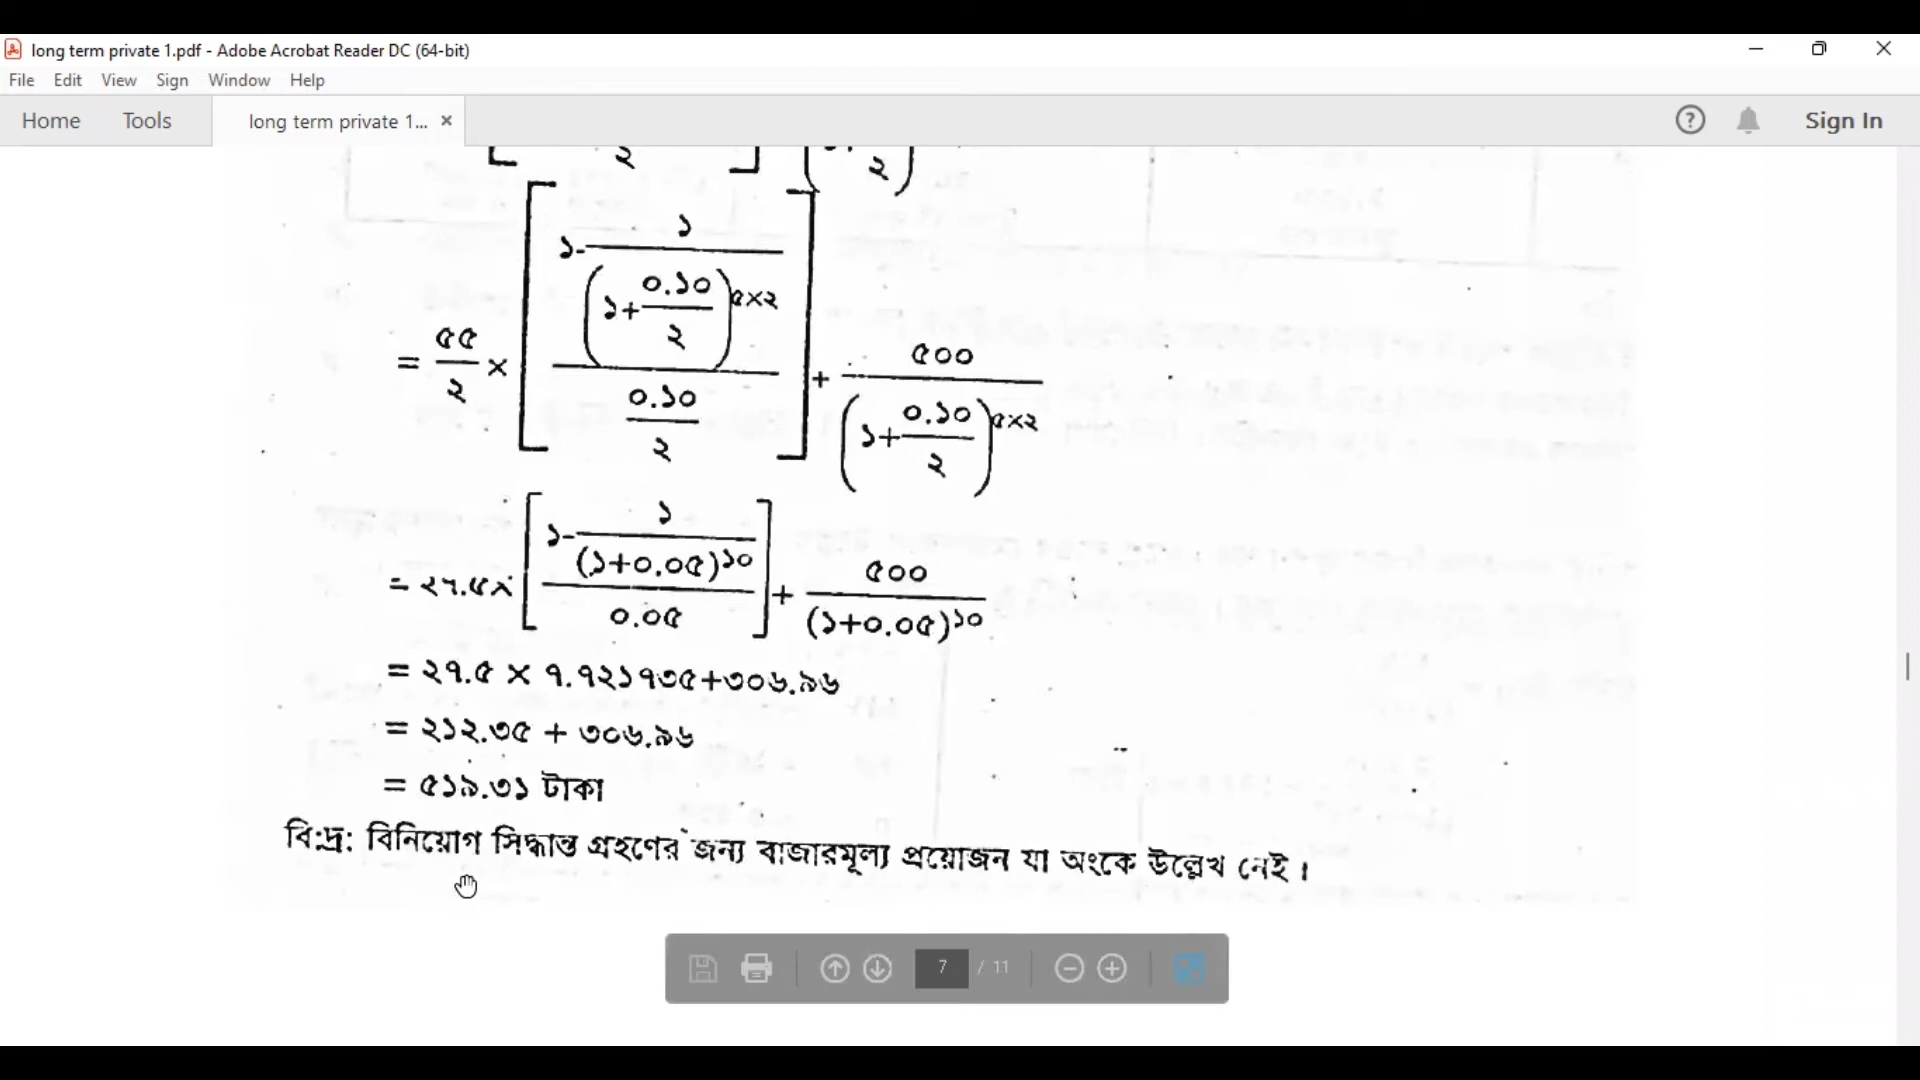 long term private 1.pdf - Adobe Acrobat Reader DC (64-bit)
File Edit View Sign Window Help
Home Tools long term private 1... × Sign In
২ ২
= ৫৫/২ × [ (১ - ১/(১+০.১০/২)^৫×২) / (০.১০/২) ] + ৫০০/(১+০.১০/২)^৫×২
= ২৭.৫× [ (১ - ১/(১+০.০৫)^১০) / ০.০৫ ] + ৫০০/(১+০.০৫)^১০
= ২৭.৫ × ৭.৭২১৭৩৫+৩০৬.৯৬
= ২১২.৩৫ + ৩০৬.৯৬
= ৫১৯.৩১ টাকা
বি:দ্র: বিনিয়োগ সিদ্ধান্ত গ্রহণের জন্য বাজারমূল্য প্রয়োজন যা অংকে উল্লেখ নেই।
7 / 11